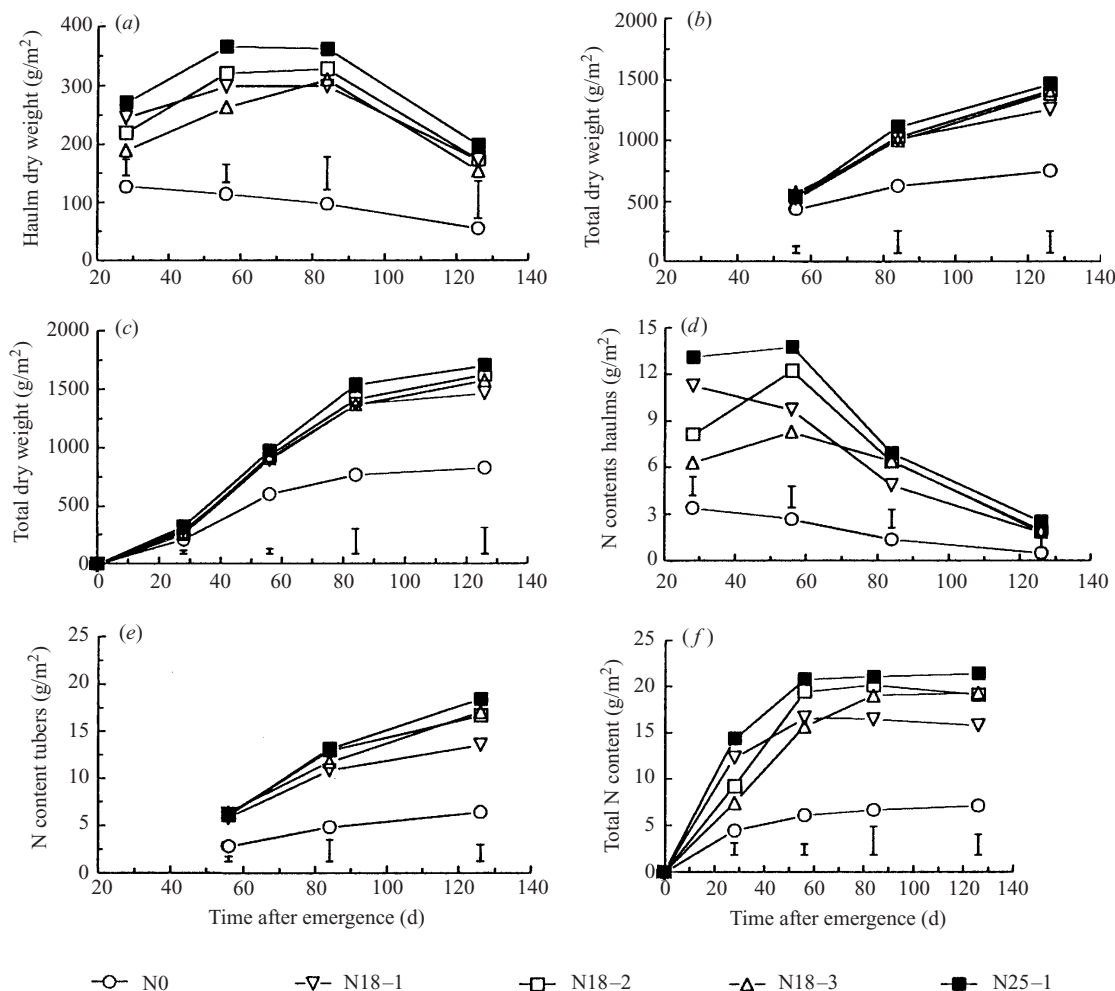 (a)
Haulm dry weight (g/m²)
400
300
200
100
0
20 40 60 80 100 120 140
(b)
Total dry weight (g/m²)
2000
1500
1000
500
0
20 40 60 80 100 120 140
(c)
Total dry weight (g/m²)
2000
1500
1000
500
0
0 20 40 60 80 100 120 140
(d)
N contents haulms (g/m²)
15
12
9
6
3
0
20 40 60 80 100 120 140
(e)
N content tubers (g/m²)
25
20
15
10
5
0
20 40 60 80 100 120 140
Time after emergence (d)
(f)
Total N content (g/m²)
25
20
15
10
5
0
0 20 40 60 80 100 120 140
Time after emergence (d)
N0 N18–1 N18–2 N18–3 N25–1